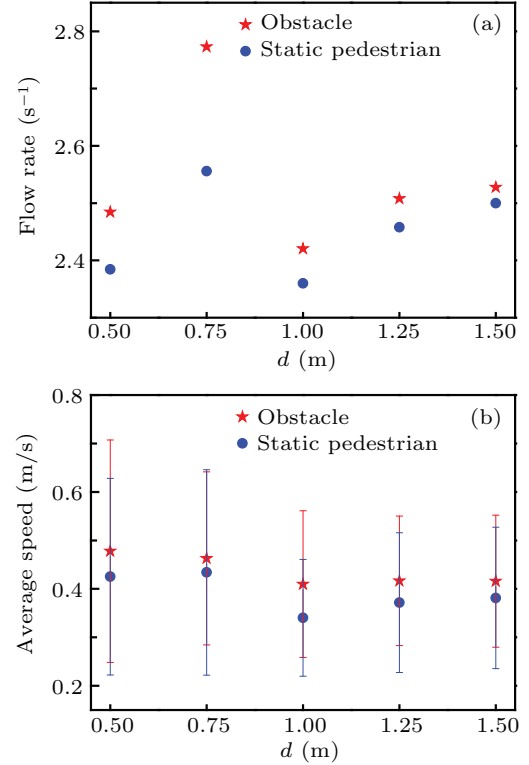 (a)
Obstacle
Static pedestrian
Flow rate (s⁻¹)
2.8
2.6
2.4
0.50 0.75 1.00 1.25 1.50
d (m)
(b)
Obstacle
Static pedestrian
Average speed (m/s)
0.8
0.6
0.4
0.2
0.50 0.75 1.00 1.25 1.50
d (m)